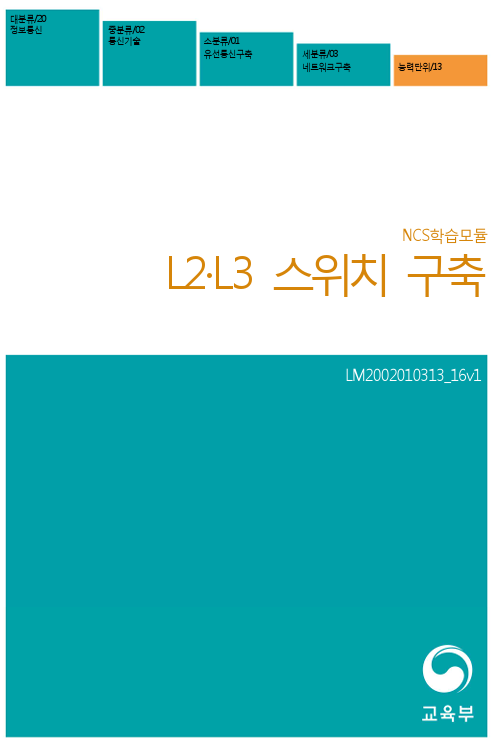 대분류/20
정보통신
중분류/02
통신기술
소분류/01
유선통신구축
세분류/03
네트워크구축
능력단위/13
NCS학습모듈
L2·L3 스위치 구축
LM2002010313_16v1
교육부